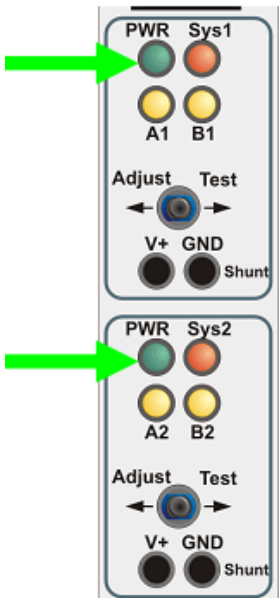 PWR Sys1
A1 B1
Adjust Test
V+ GND
Shunt
PWR Sys2
A2 B2
Adjust Test
V+ GND
Shunt